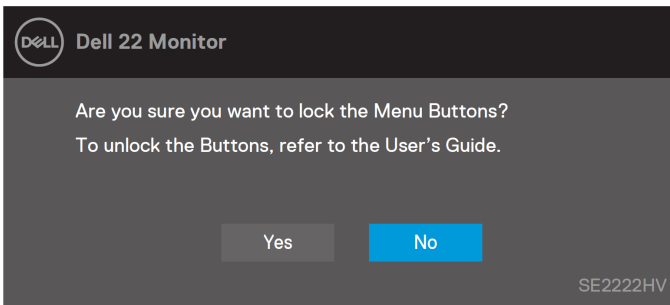 DELL Dell 22 Monitor
Are you sure you want to lock the Menu Buttons?
To unlock the Buttons, refer to the User's Guide.
Yes No
SE2222HV